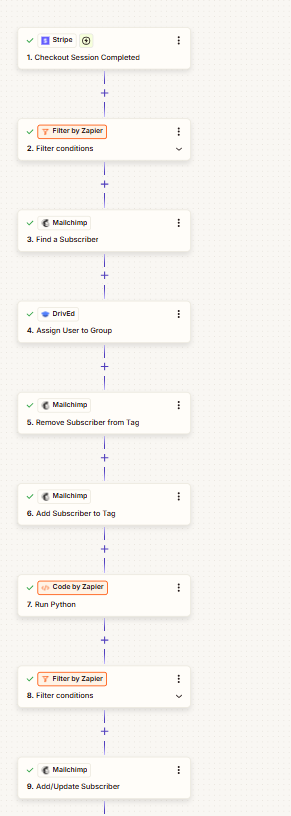 Stripe
1. Checkout Session Completed
Filter by Zapier
2. Filter conditions
Mailchimp
3. Find a Subscriber
DrivEd
4. Assign User to Group
Mailchimp
5. Remove Subscriber from Tag
Mailchimp
6. Add Subscriber to Tag
Code by Zapier
7. Run Python
Filter by Zapier
8. Filter conditions
Mailchimp
9. Add/Update Subscriber